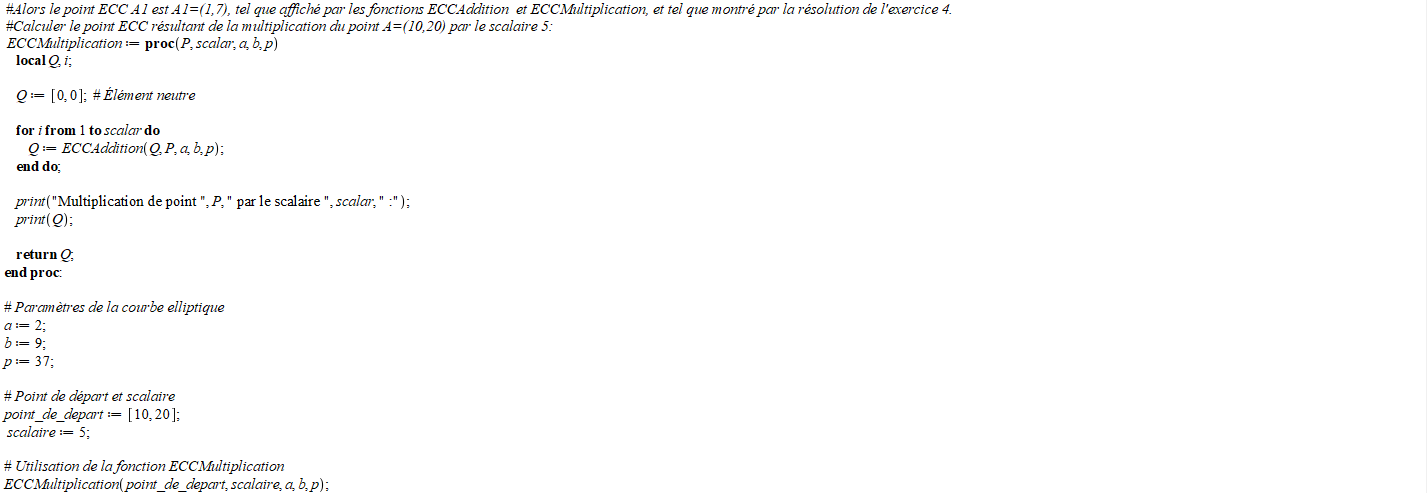 #Alors le point ECC A1 est A1=(1,7), tel que affiché par les fonctions ECCAddition et ECCMultiplication, et tel que montré par la résolution de l'exercice 4.
#Calculer le point ECC résultant de la multiplication du point A=(10,20) par le scalaire 5:
ECCMultiplication := proc(P, scalar, a, b, p)
local Q, i;
Q := [0, 0]; # Élément neutre
for i from 1 to scalar do
Q := ECCAddition(Q, P, a, b, p);
end do;
print("Multiplication de point ", P, " par le scalaire ", scalar, " :");
print(Q);
return Q;
end proc:
# Paramètres de la courbe elliptique
a := 2;
b := 9;
p := 37;
# Point de départ et scalaire
point_de_depart := [10, 20];
scalaire := 5;
# Utilisation de la fonction ECCMultiplication
ECCMultiplication(point_de_depart, scalaire, a, b, p);